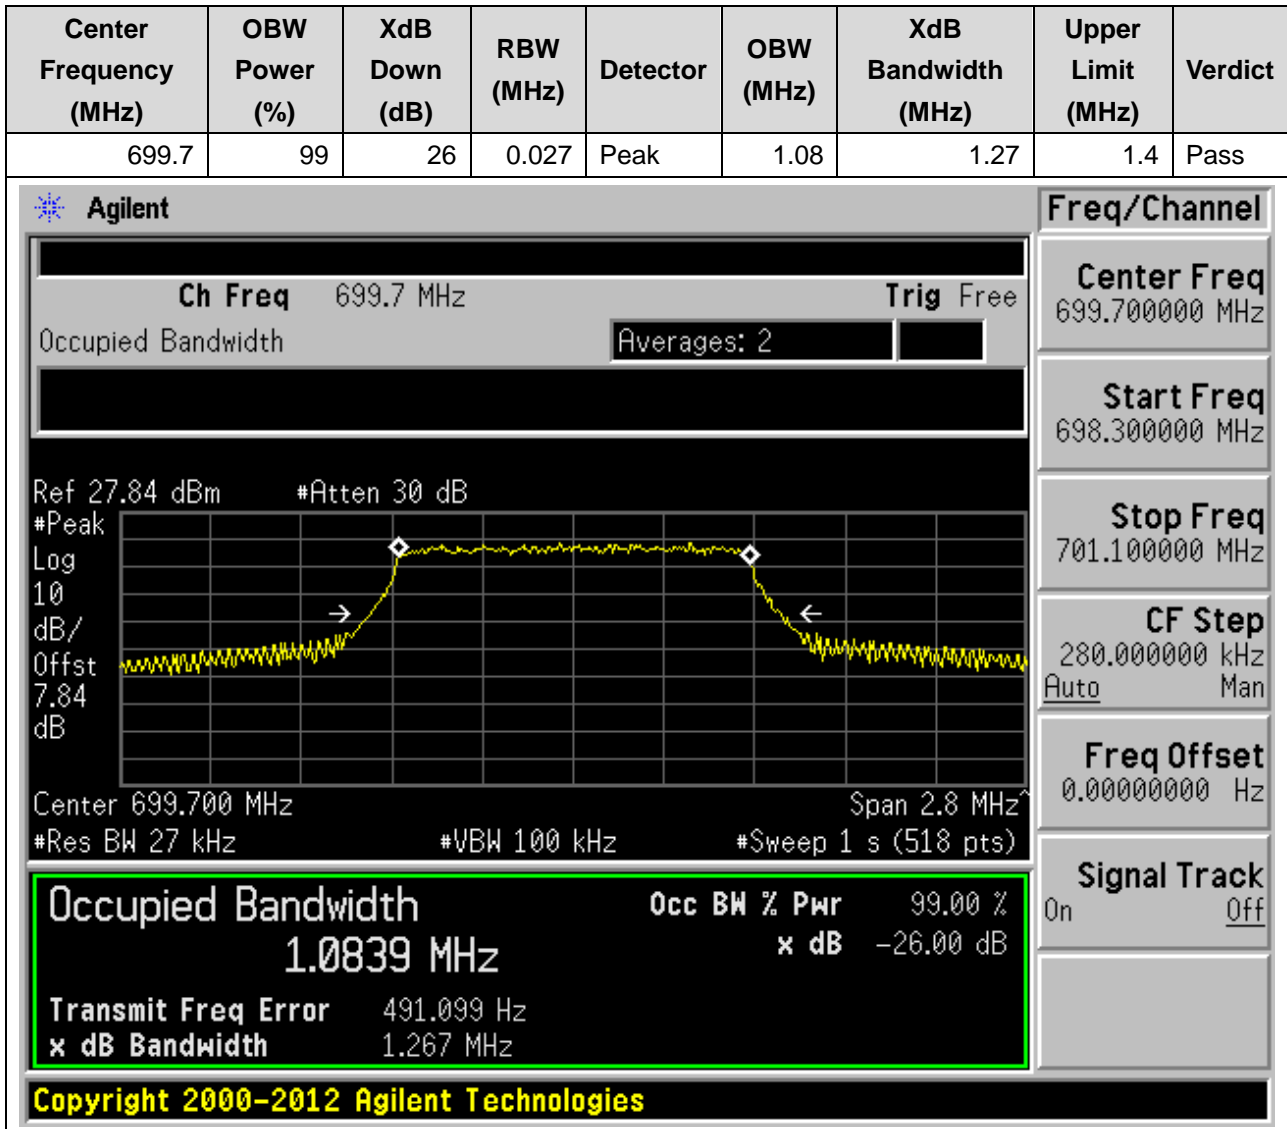 Center Frequency (MHz) OBW Power (%) XdB Down (dB) RBW (MHz) Detector OBW (MHz) XdB Bandwidth (MHz) Upper Limit (MHz) Verdict
699.7 99 26 0.027 Peak 1.08 1.27 1.4 Pass
Agilent
Freq/Channel
Ch Freq 699.7 MHz Trig Free
Occupied Bandwidth Averages: 2
Center Freq
699.700000 MHz
Start Freq
698.300000 MHz
Stop Freq
701.100000 MHz
CF Step
280.000000 kHz
Auto Man
Freq Offset
0.00000000 Hz
Signal Track
On Off
Ref 27.84 dBm #Atten 30 dB
#Peak
Log
10
dB/
Offst
7.84
dB
Center 699.700 MHz Span 2.8 MHz^
#Res BW 27 kHz #VBW 100 kHz #Sweep 1 s (518 pts)
Occupied Bandwidth Occ BW % Pwr 99.00 %
1.0839 MHz x dB -26.00 dB
Transmit Freq Error 491.099 Hz
x dB Bandwidth 1.267 MHz
Copyright 2000-2012 Agilent Technologies